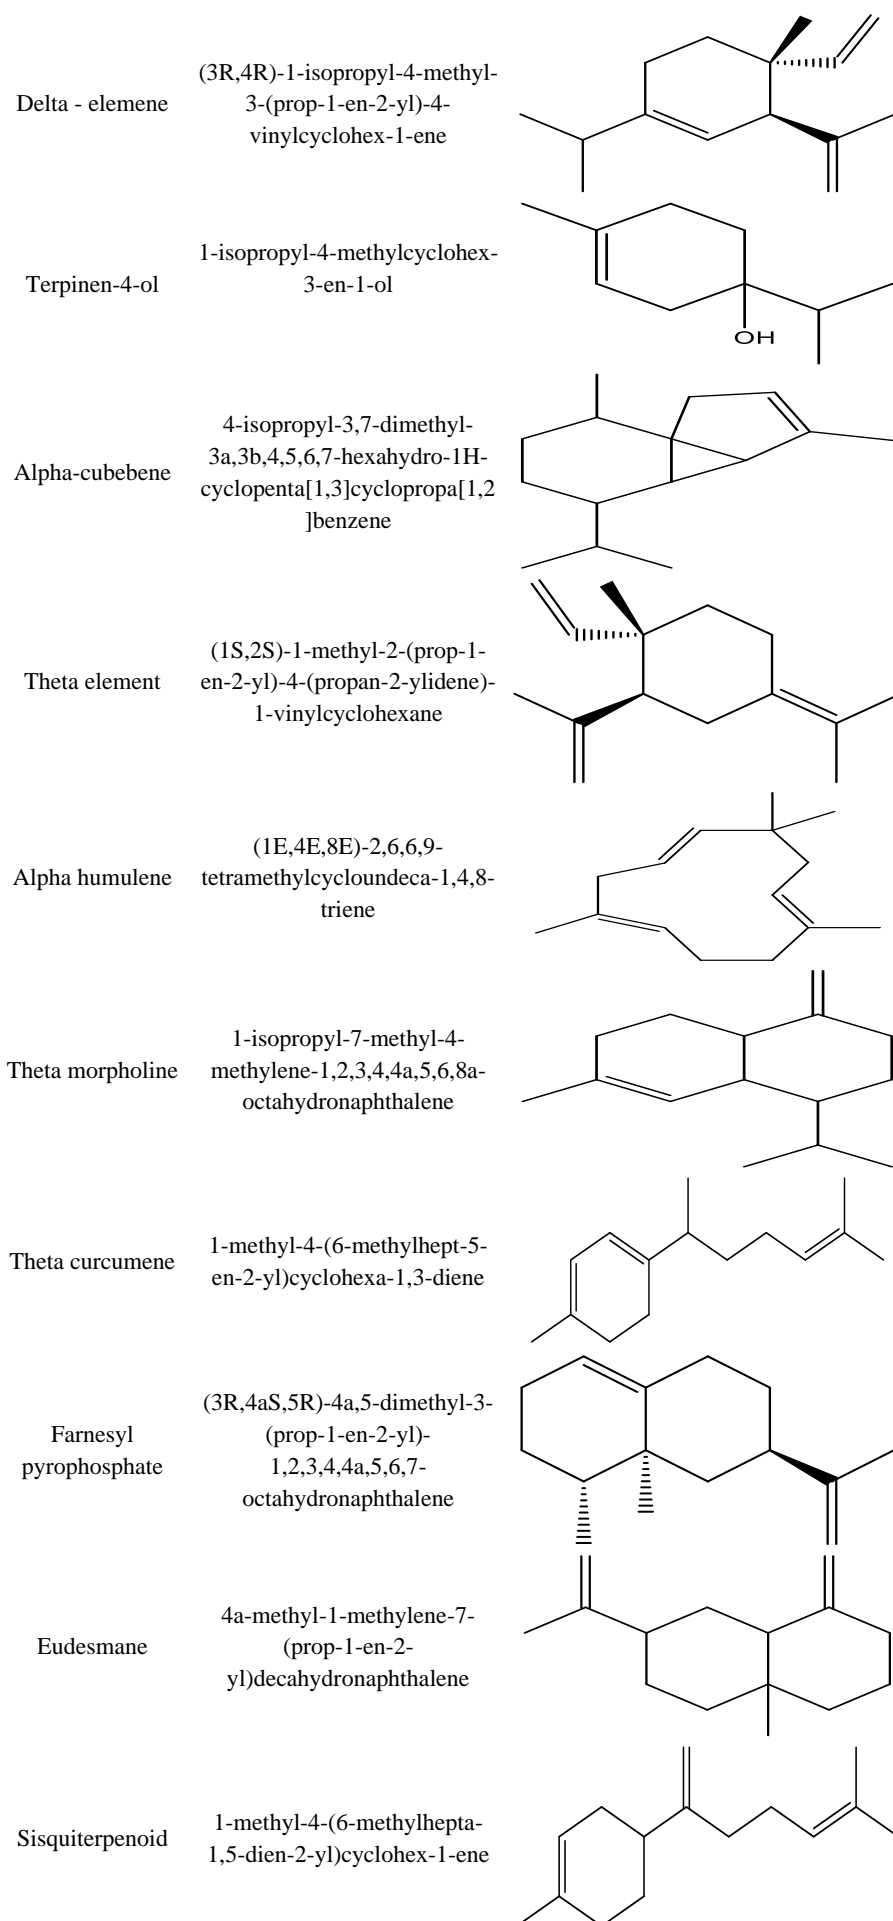 Delta - elemene
(3R,4R)-1-isopropyl-4-methyl-
3-(prop-1-en-2-yl)-4-
vinylcyclohex-1-ene
Terpinen-4-ol
1-isopropyl-4-methylcyclohex-
3-en-1-ol
OH
Alpha-cubebene
4-isopropyl-3,7-dimethyl-
3a,3b,4,5,6,7-hexahydro-1H-
cyclopenta[1,3]cyclopropa[1,2
]benzene
Theta element
(1S,2S)-1-methyl-2-(prop-1-
en-2-yl)-4-(propan-2-ylidene)-
1-vinylcyclohexane
Alpha humulene
(1E,4E,8E)-2,6,6,9-
tetramethylcycloundeca-1,4,8-
triene
Theta morpholine
1-isopropyl-7-methyl-4-
methylene-1,2,3,4,4a,5,6,8a-
octahydronaphthalene
Theta curcumene
1-methyl-4-(6-methylhept-5-
en-2-yl)cyclohexa-1,3-diene
Farnesyl
pyrophosphate
(3R,4aS,5R)-4a,5-dimethyl-3-
(prop-1-en-2-yl)-
1,2,3,4,4a,5,6,7-
octahydronaphthalene
Eudesmane
4a-methyl-1-methylene-7-
(prop-1-en-2-
yl)decahydronaphthalene
Sisquiterpenoid
1-methyl-4-(6-methylhepta-
1,5-dien-2-yl)cyclohex-1-ene